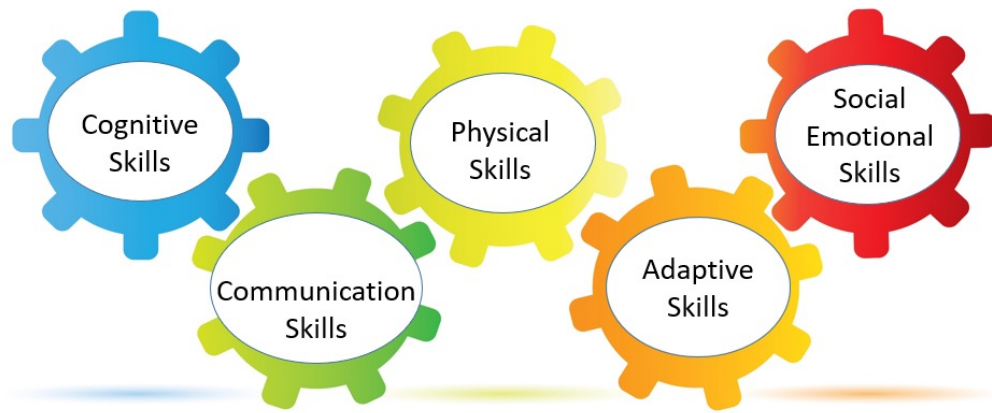 Cognitive
Skills
Communication
Skills
Physical
Skills
Adaptive
Skills
Social
Emotional
Skills